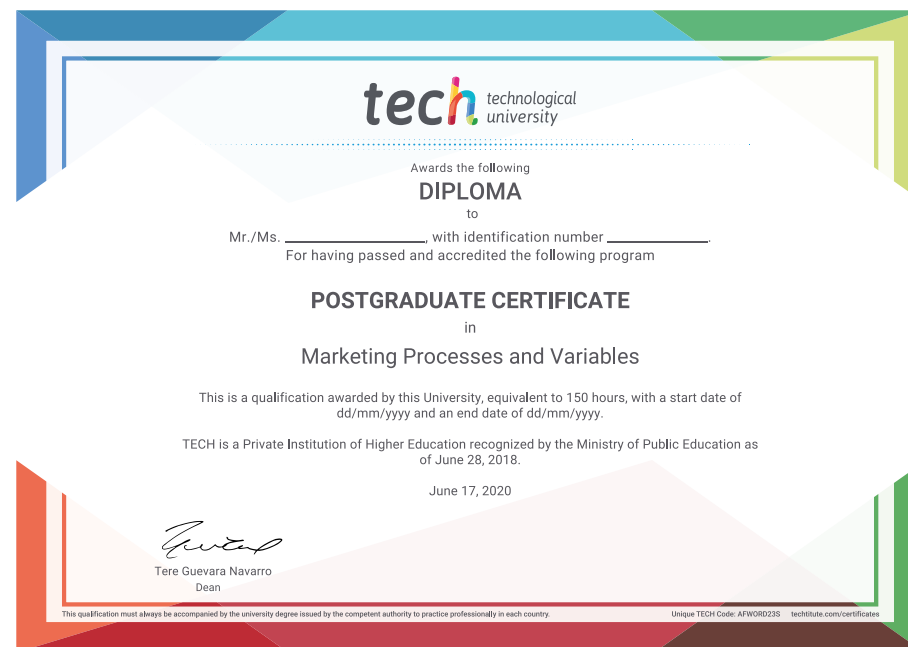 tech technological
university
Awards the following
DIPLOMA
to
Mr./Ms. ____________________, with identification number ______________.
For having passed and accredited the following program
POSTGRADUATE CERTIFICATE
in
Marketing Processes and Variables
This is a qualification awarded by this University, equivalent to 150 hours, with a start date of
dd/mm/yyyy and an end date of dd/mm/yyyy.
TECH is a Private Institution of Higher Education recognized by the Ministry of Public Education as
of June 28, 2018.
June 17, 2020
Tere Guevara Navarro
Dean
This qualification must always be accompanied by the university degree issued by the competent authority to practice professionally in each country.
Unique TECH Code: AFWORD23S techtitute.com/certificates